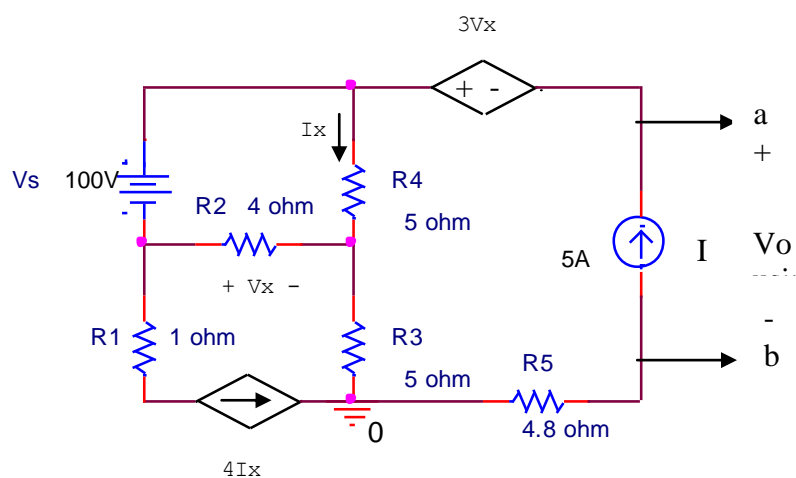 3Vx
+ -
a
+
Ix
Vs 100V
R4
5 ohm
R2 4 ohm
5A
I
Vo
+ Vx -
R1 1 ohm
R3
5 ohm
-
b
R5
4.8 ohm
0
4Ix